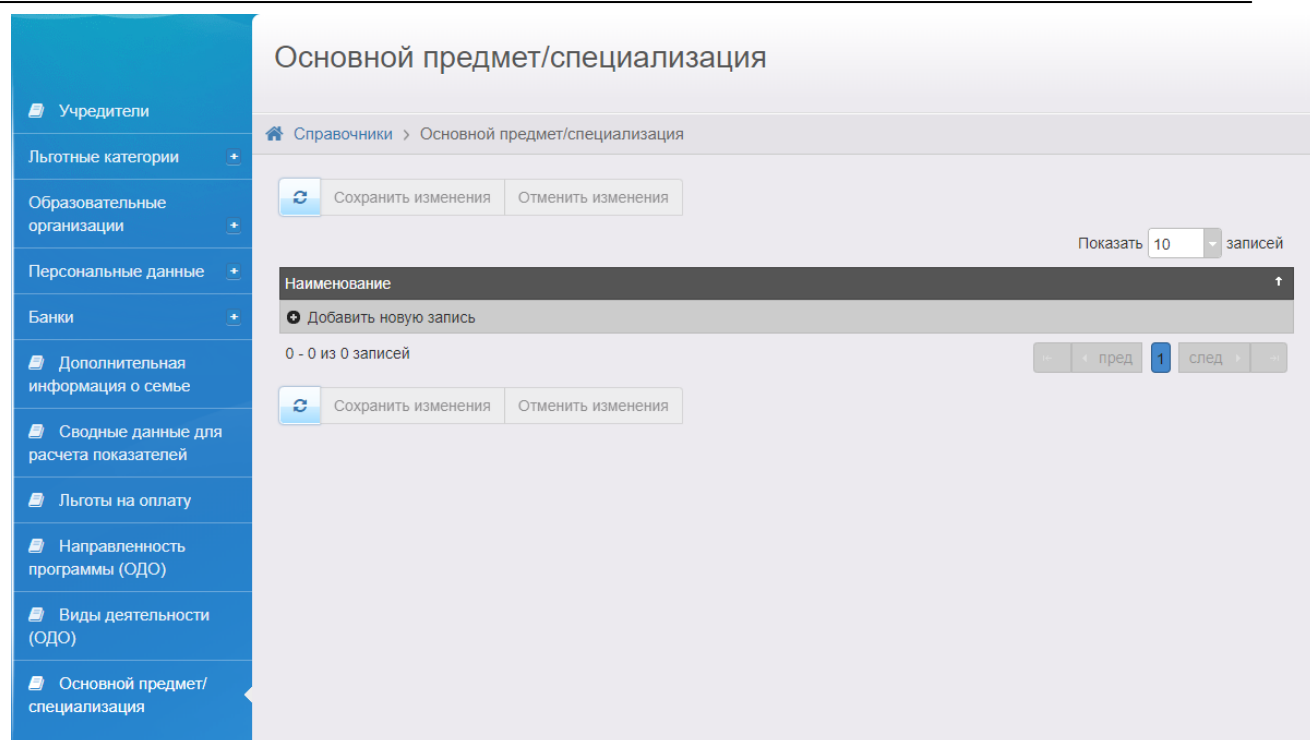 Основной предмет/специализация
Учредители
Льготные категории
Образовательные
организации
Персональные данные
Банки
Дополнительная
информация о семье
Сводные данные для
расчета показателей
Льготы на оплату
Направленность
программы (ОДО)
Виды деятельности
(ОДО)
Основной предмет/
специализация
Справочники > Основной предмет/специализация
Сохранить изменения Отменить изменения
Показать 10 записей
Наименование
Добавить новую запись
0 - 0 из 0 записей
пред 1 след
Сохранить изменения Отменить изменения